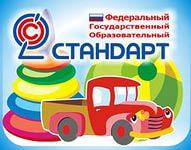 Федеральный
Государственный
Образовательный
СТАНДАРТ